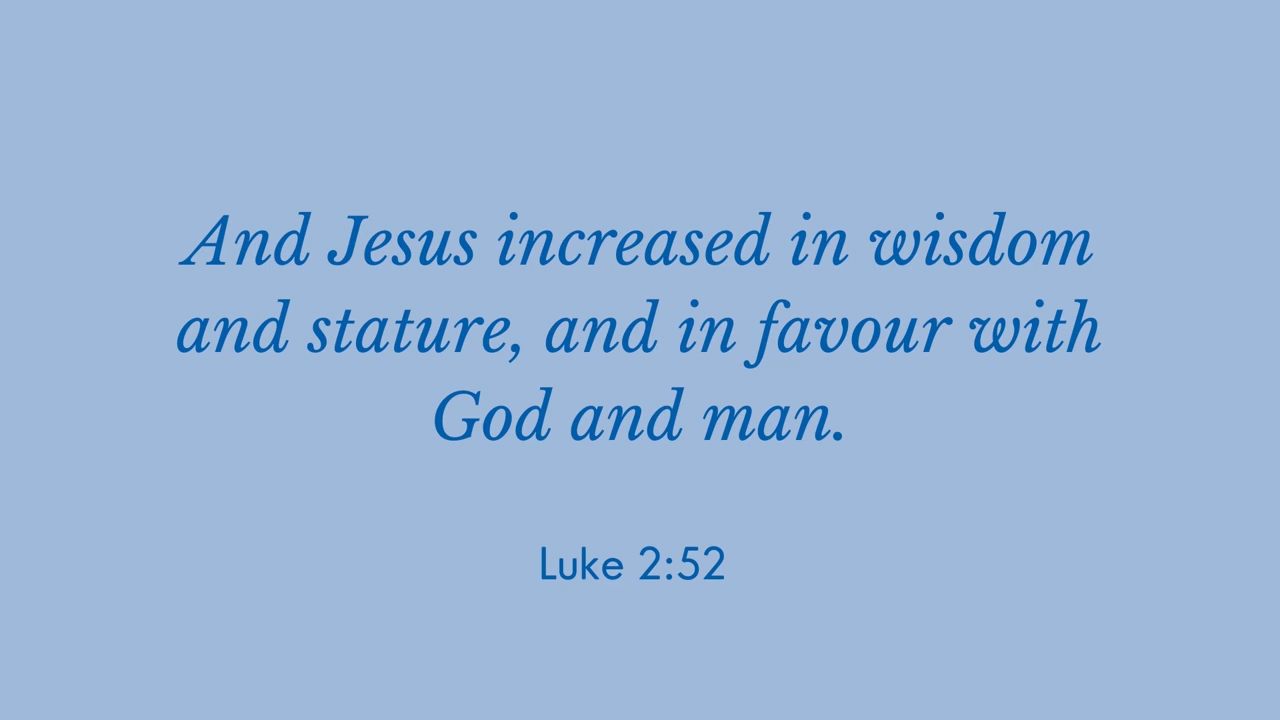 And Jesus increased in wisdom
and stature, and in favour with
God and man.
Luke 2:52